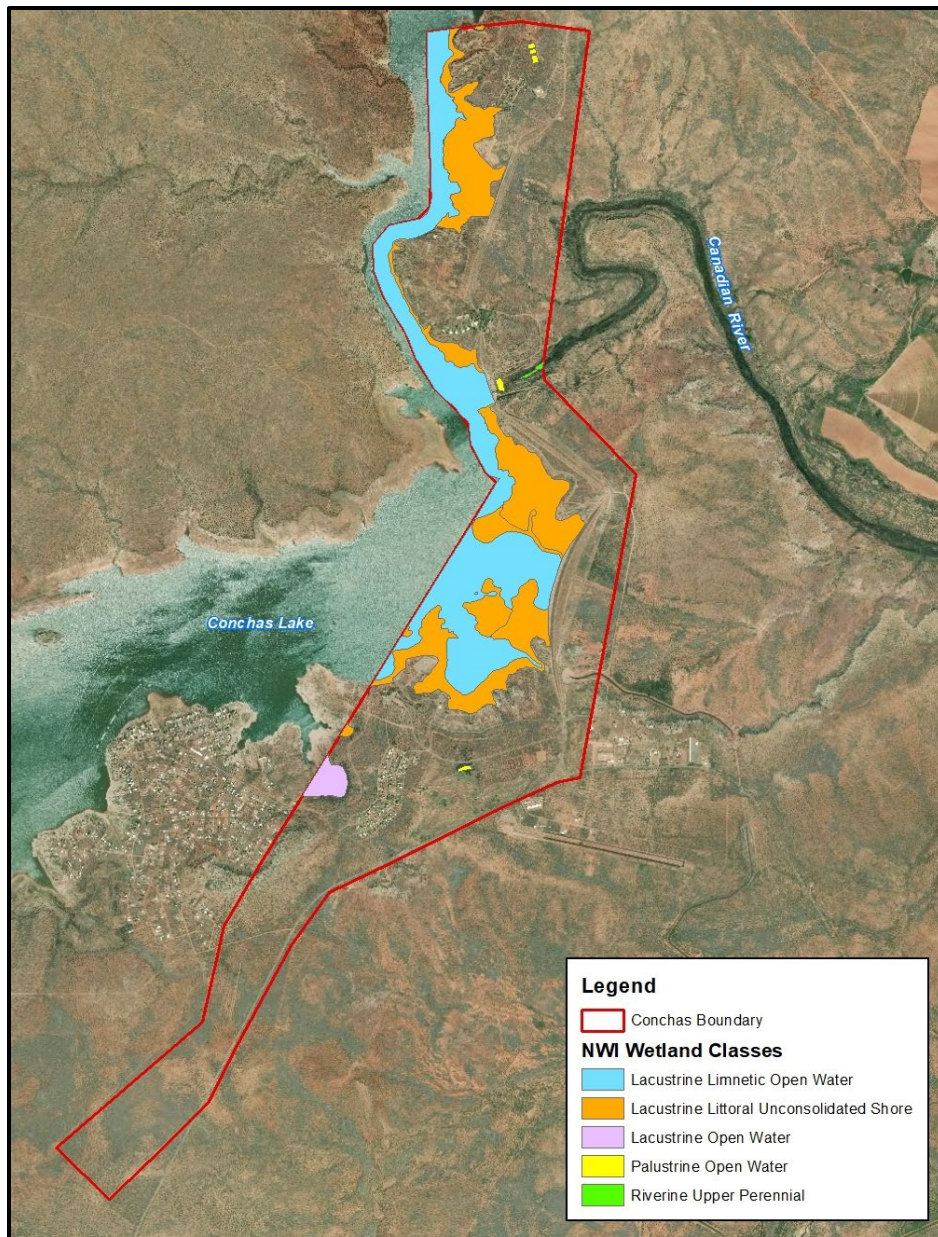 Canadian River
Conchas Lake
Legend
Conchas Boundary
NWI Wetland Classes
Lacustrine Limnetic Open Water
Lacustrine Littoral Unconsolidated Shore
Lacustrine Open Water
Palustrine Open Water
Riverine Upper Perennial